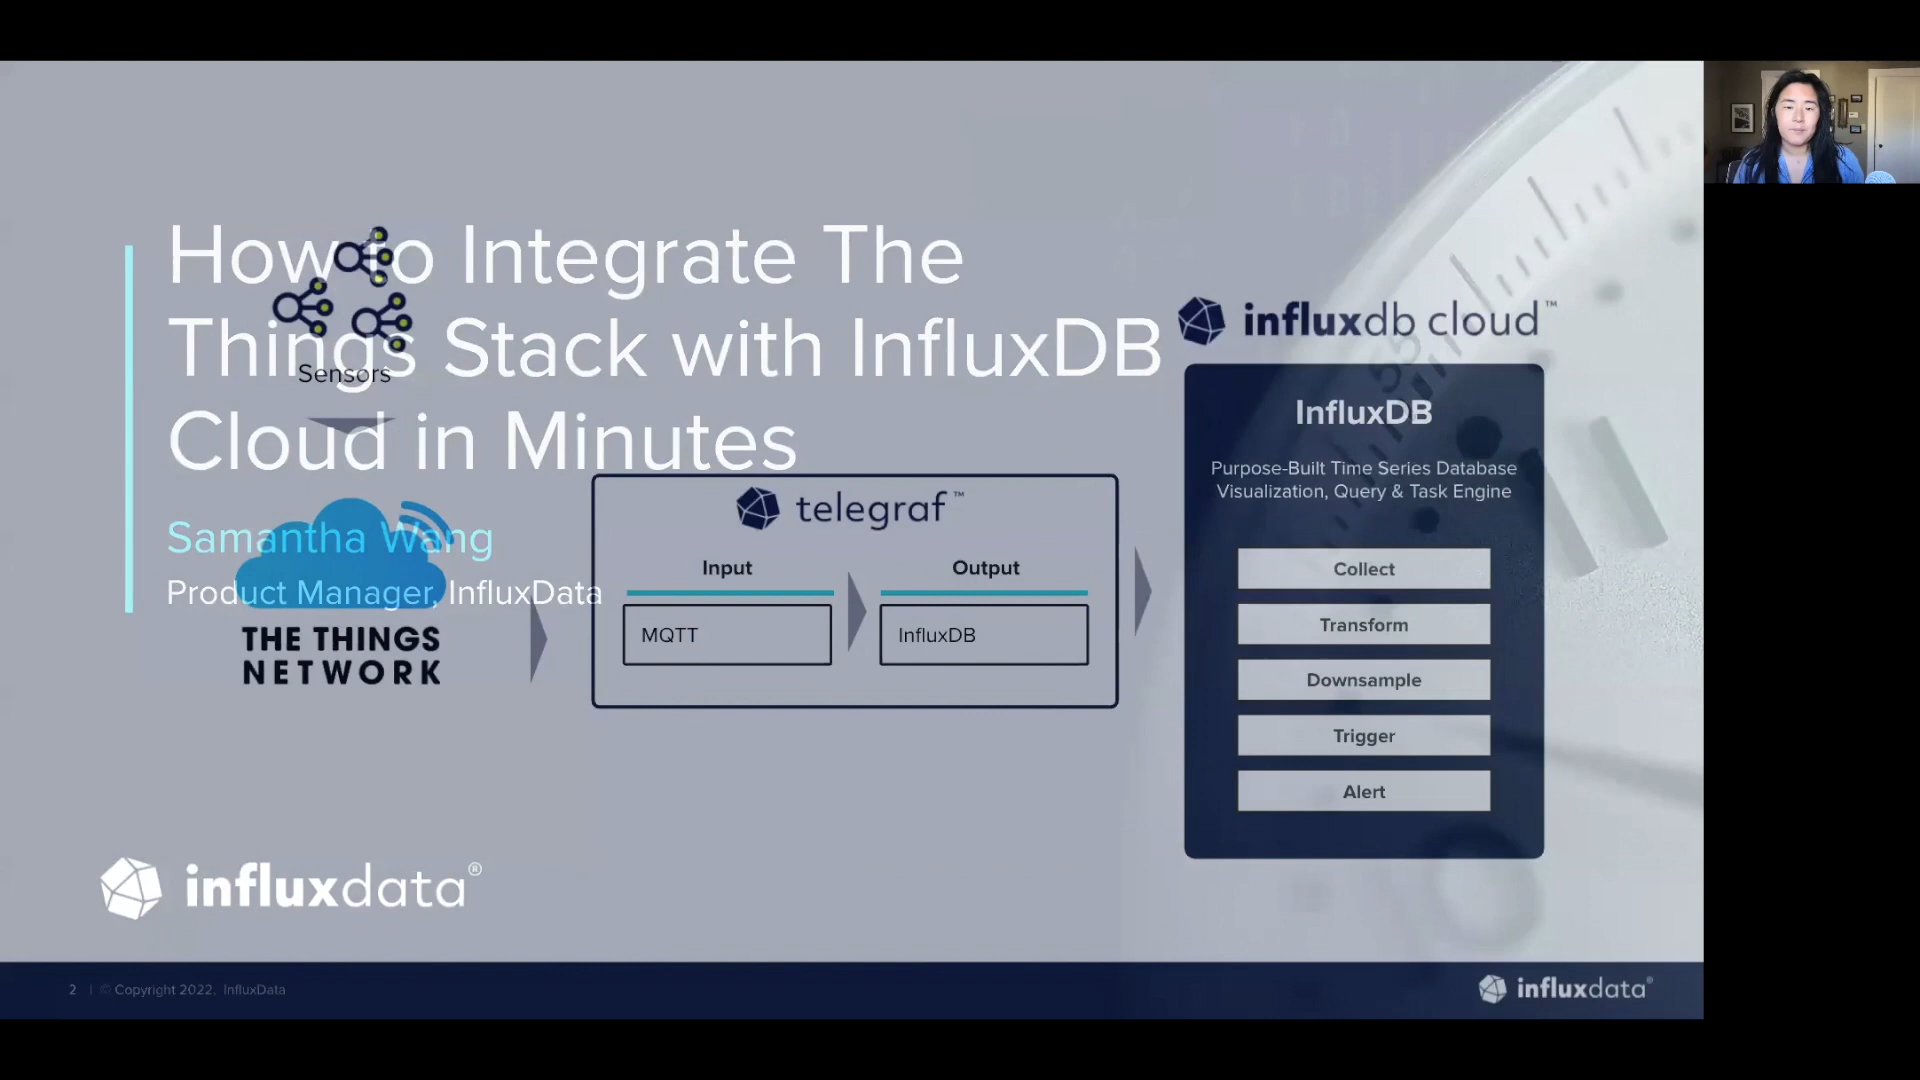 How to Integrate The
Things Stack with InfluxDB
Cloud in Minutes
Samantha Wang
Product Manager, InfluxData
Sensors
THE THINGS
NETWORK
telegraf™
Input
Output
MQTT
InfluxDB
influxdb cloud™
InfluxDB
Purpose-Built Time Series Database
Visualization, Query & Task Engine
Collect
Transform
Downsample
Trigger
Alert
55
influxdata®
2 | © Copyright 2022, InfluxData
influxdata®